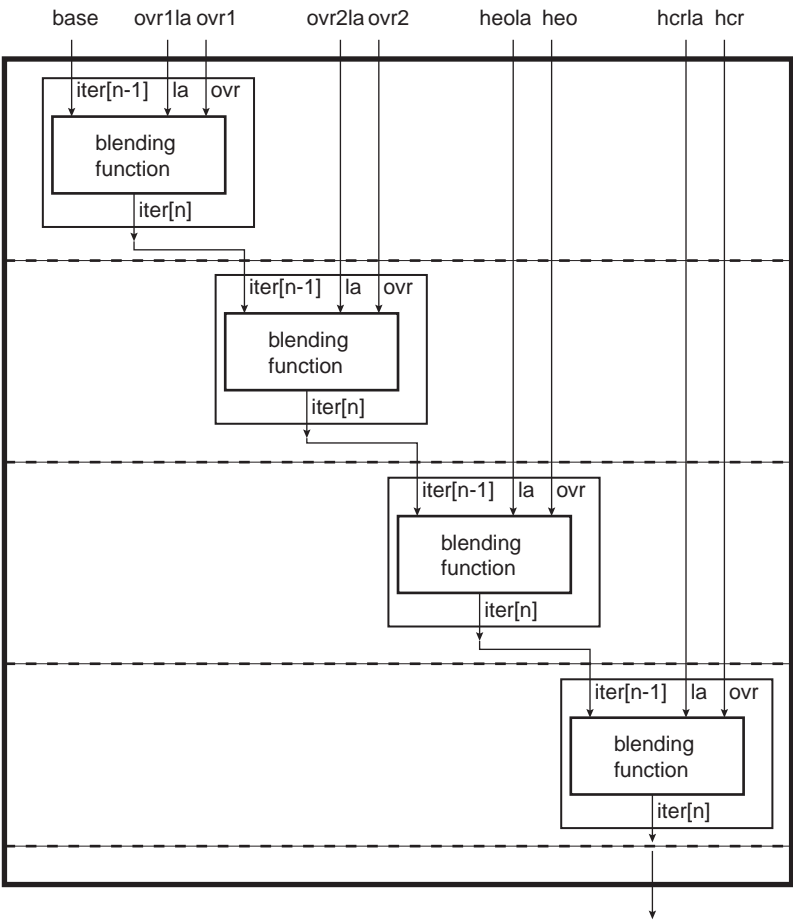 base ovr1la ovr1 ovr2la ovr2 heola heo hcrla hcr
iter[n-1] la ovr
blending
function
iter[n]
iter[n-1] la ovr
blending
function
iter[n]
iter[n-1] la ovr
blending
function
iter[n]
iter[n-1] la ovr
blending
function
iter[n]